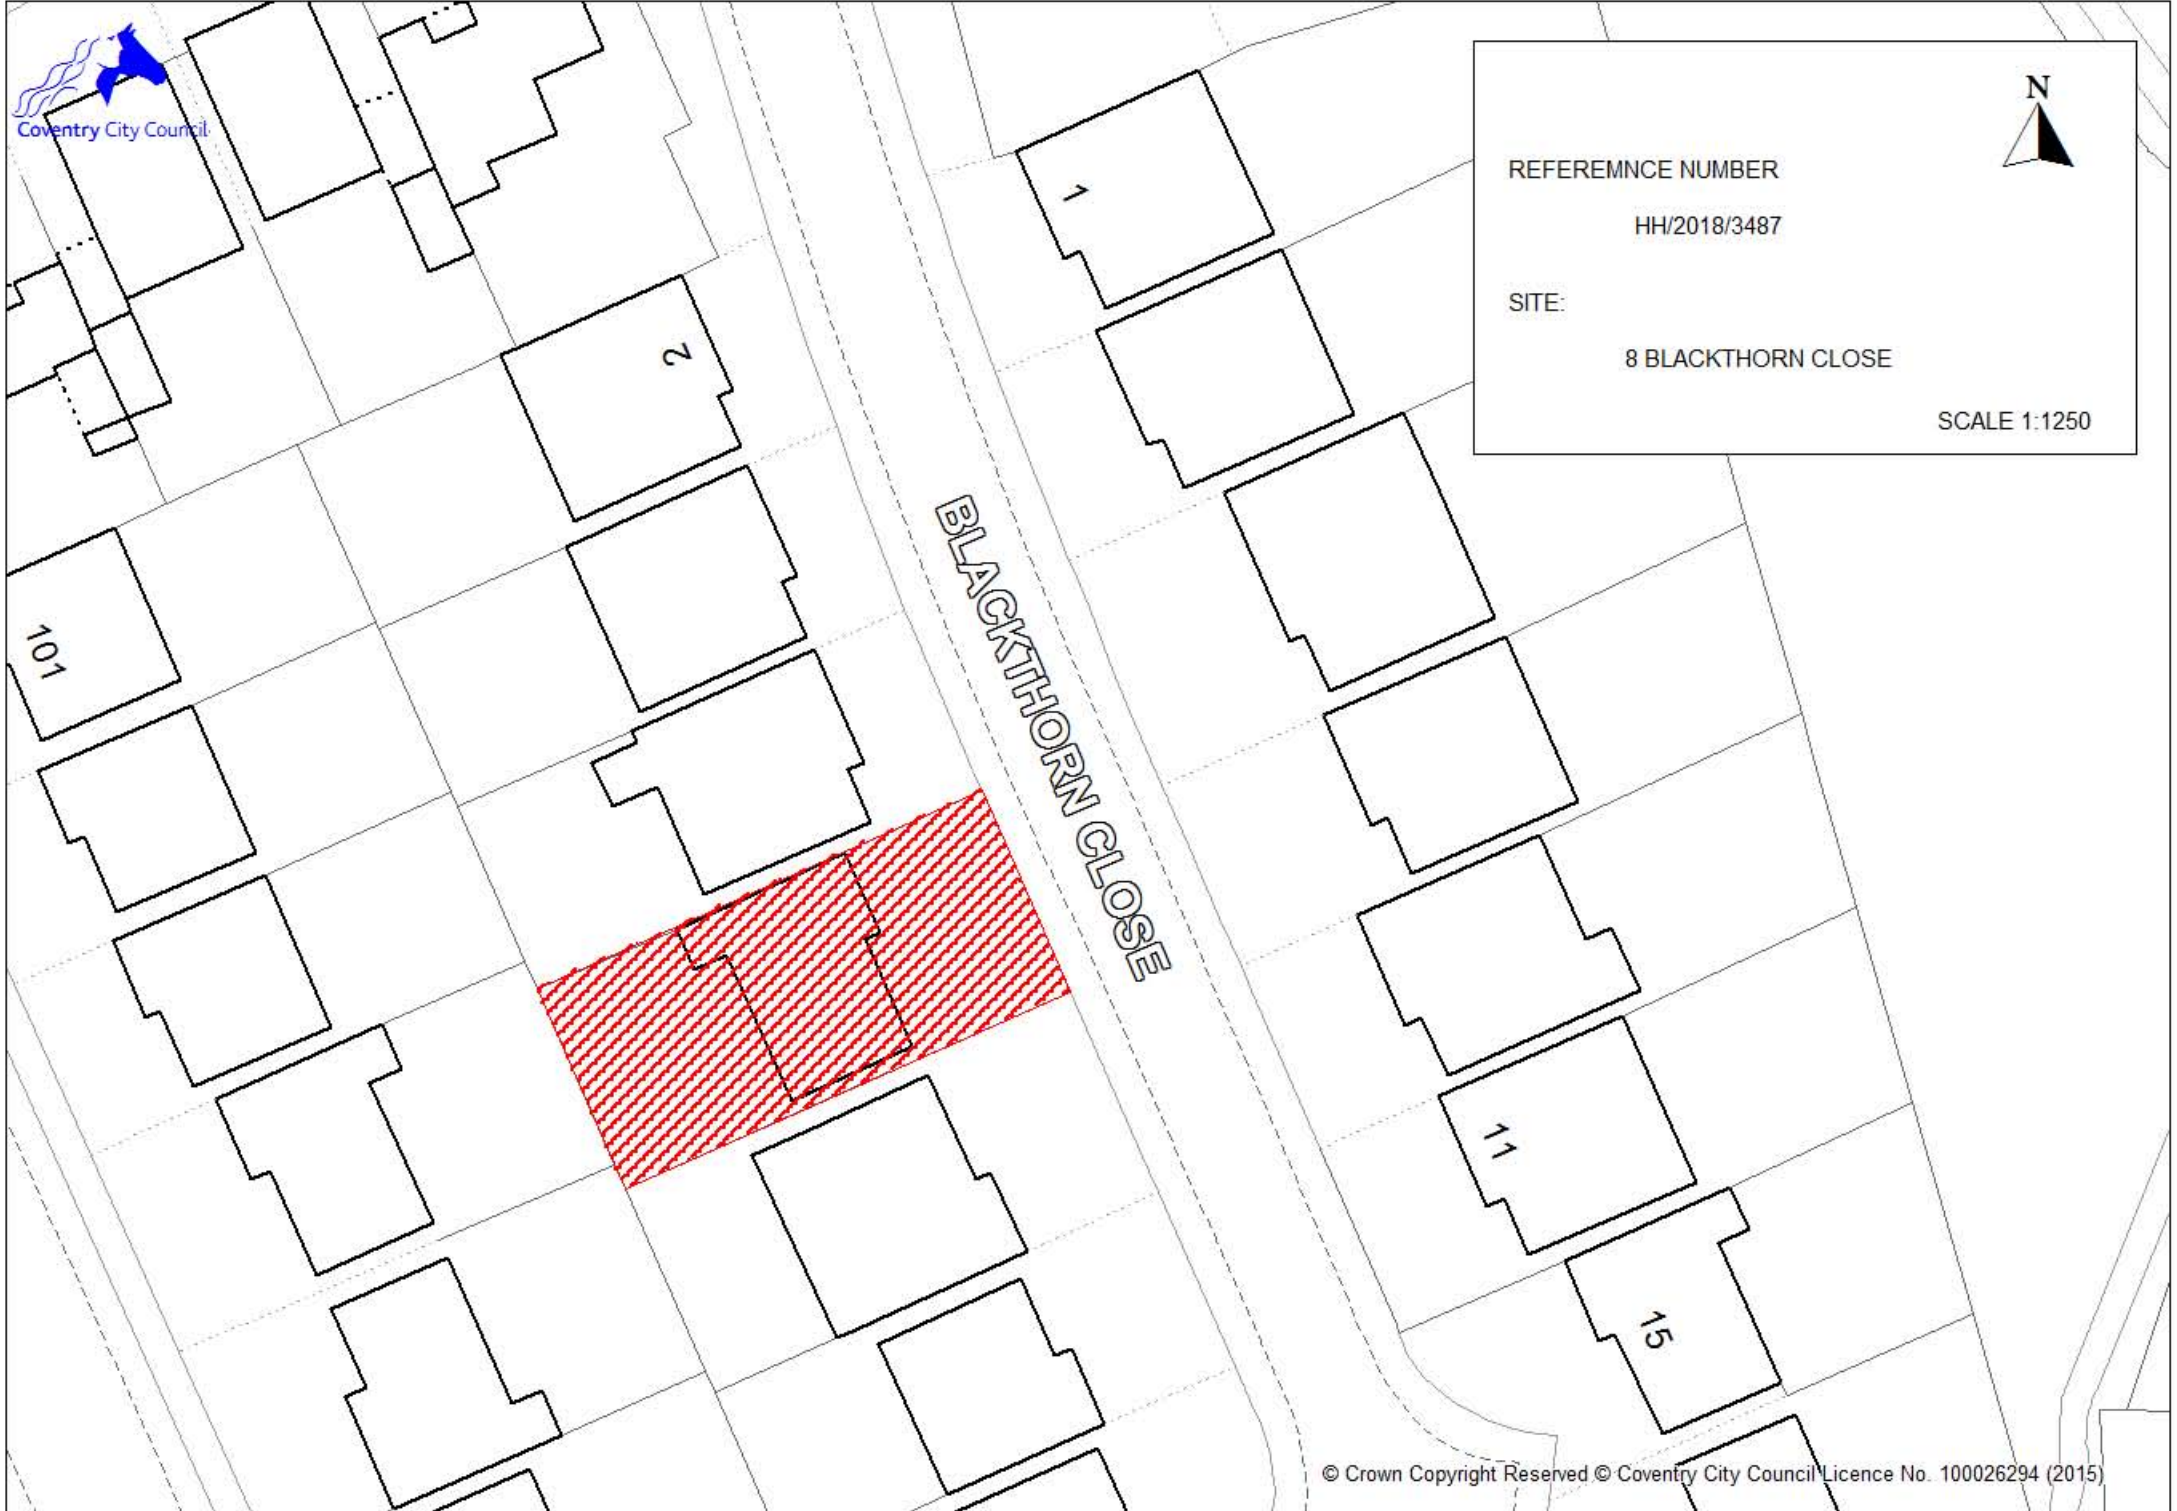 Coventry City Council
N
REFEREMNCE NUMBER
HH/2018/3487
SITE:
8 BLACKTHORN CLOSE
SCALE 1:1250
1
2
BLACKTHORN CLOSE
101
11
15
© Crown Copyright Reserved © Coventry City Council Licence No. 100026294 (2015)